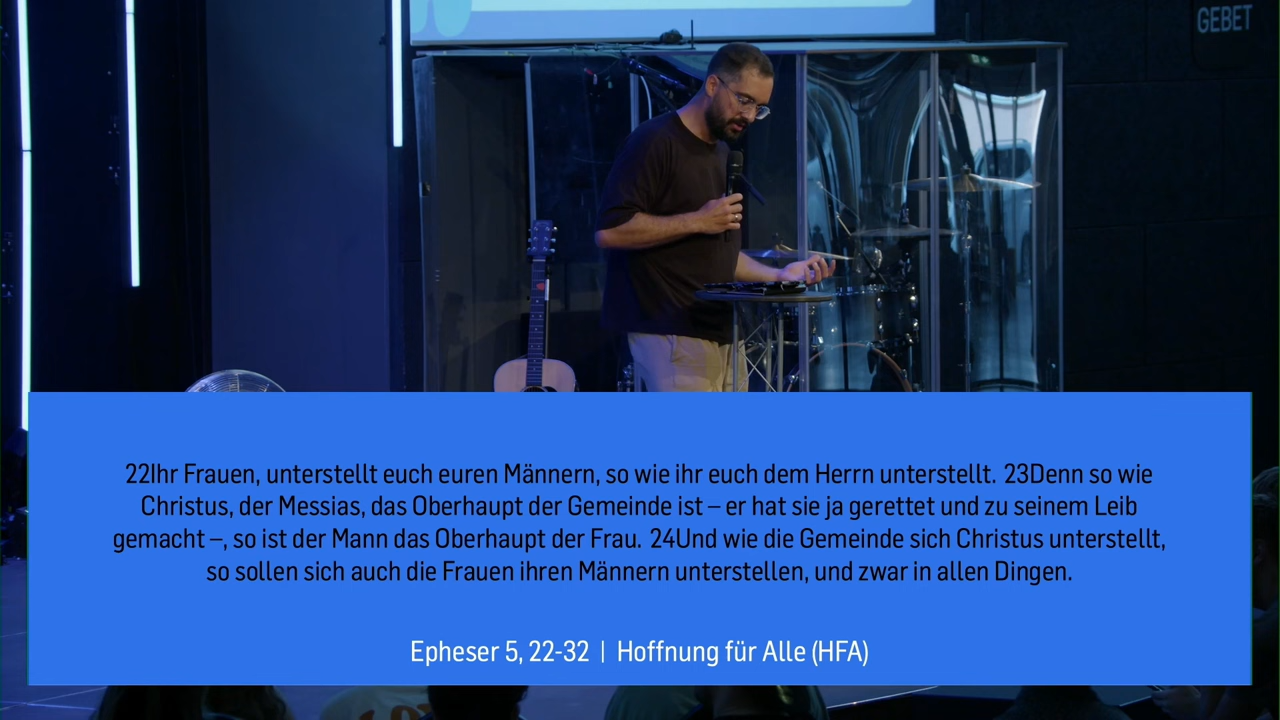 GEBET
22Ihr Frauen, unterstellt euch euren Männern, so wie ihr euch dem Herrn unterstellt. 23Denn so wie
Christus, der Messias, das Oberhaupt der Gemeinde ist – er hat sie ja gerettet und zu seinem Leib
gemacht –, so ist der Mann das Oberhaupt der Frau. 24Und wie die Gemeinde sich Christus unterstellt,
so sollen sich auch die Frauen ihren Männern unterstellen, und zwar in allen Dingen.
Epheser 5, 22-32 | Hoffnung für Alle (HFA)